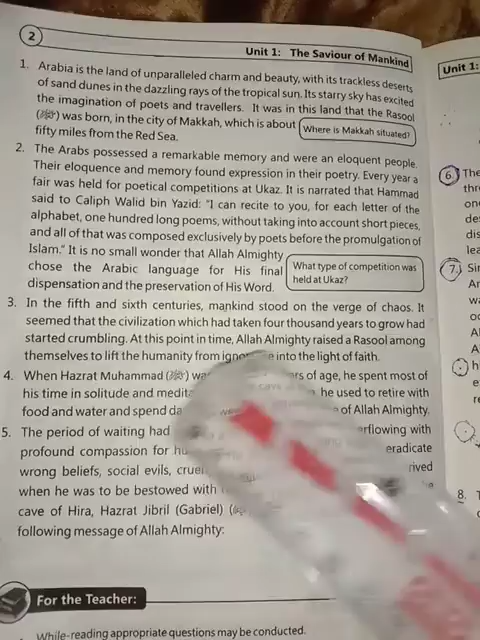 2
Unit 1: The Saviour of Mankind
1. Arabia is the land of unparalleled charm and beauty, with its trackless deserts
of sand dunes in the dazzling rays of the tropical sun. Its starry sky has excited
the imagination of poets and travellers. It was in this land that the Rasool
(ﷺ) was born, in the city of Makkah, which is about
Where is Makkah situated?
fifty miles from the Red Sea.
2. The Arabs possessed a remarkable memory and were an eloquent people.
Their eloquence and memory found expression in their poetry. Every year a
fair was held for poetical competitions at Ukaz. It is narrated that Hammad
said to Caliph Walid bin Yazid: "I can recite to you, for each letter of the
alphabet, one hundred long poems, without taking into account short pieces,
and all of that was composed exclusively by poets before the promulgation of
Islam." It is no small wonder that Allah Almighty
chose the Arabic language for His final
dispensation and the preservation of His Word.
What type of competition was
held at Ukaz?
3. In the fifth and sixth centuries, mankind stood on the verge of chaos. It
seemed that the civilization which had taken four thousand years to grow had
started crumbling. At this point in time, Allah Almighty raised a Rasool among
themselves to lift the humanity from into the light of faith.
4. When Hazrat Muhammad (ﷺ) of age, he spent most of
his time in solitude and he used to retire with
food and water and spend of Allah Almighty.
5. The period of waiting had with
profound compassion for eradicate
wrong beliefs, social evils,
when he was to be bestowed with
cave of Hira, Hazrat Jibril (Gabriel)
following message of Allah Almighty:
For the Teacher:
While-reading appropriate questions may be conducted.
Unit 1:
6. The
7.
8.